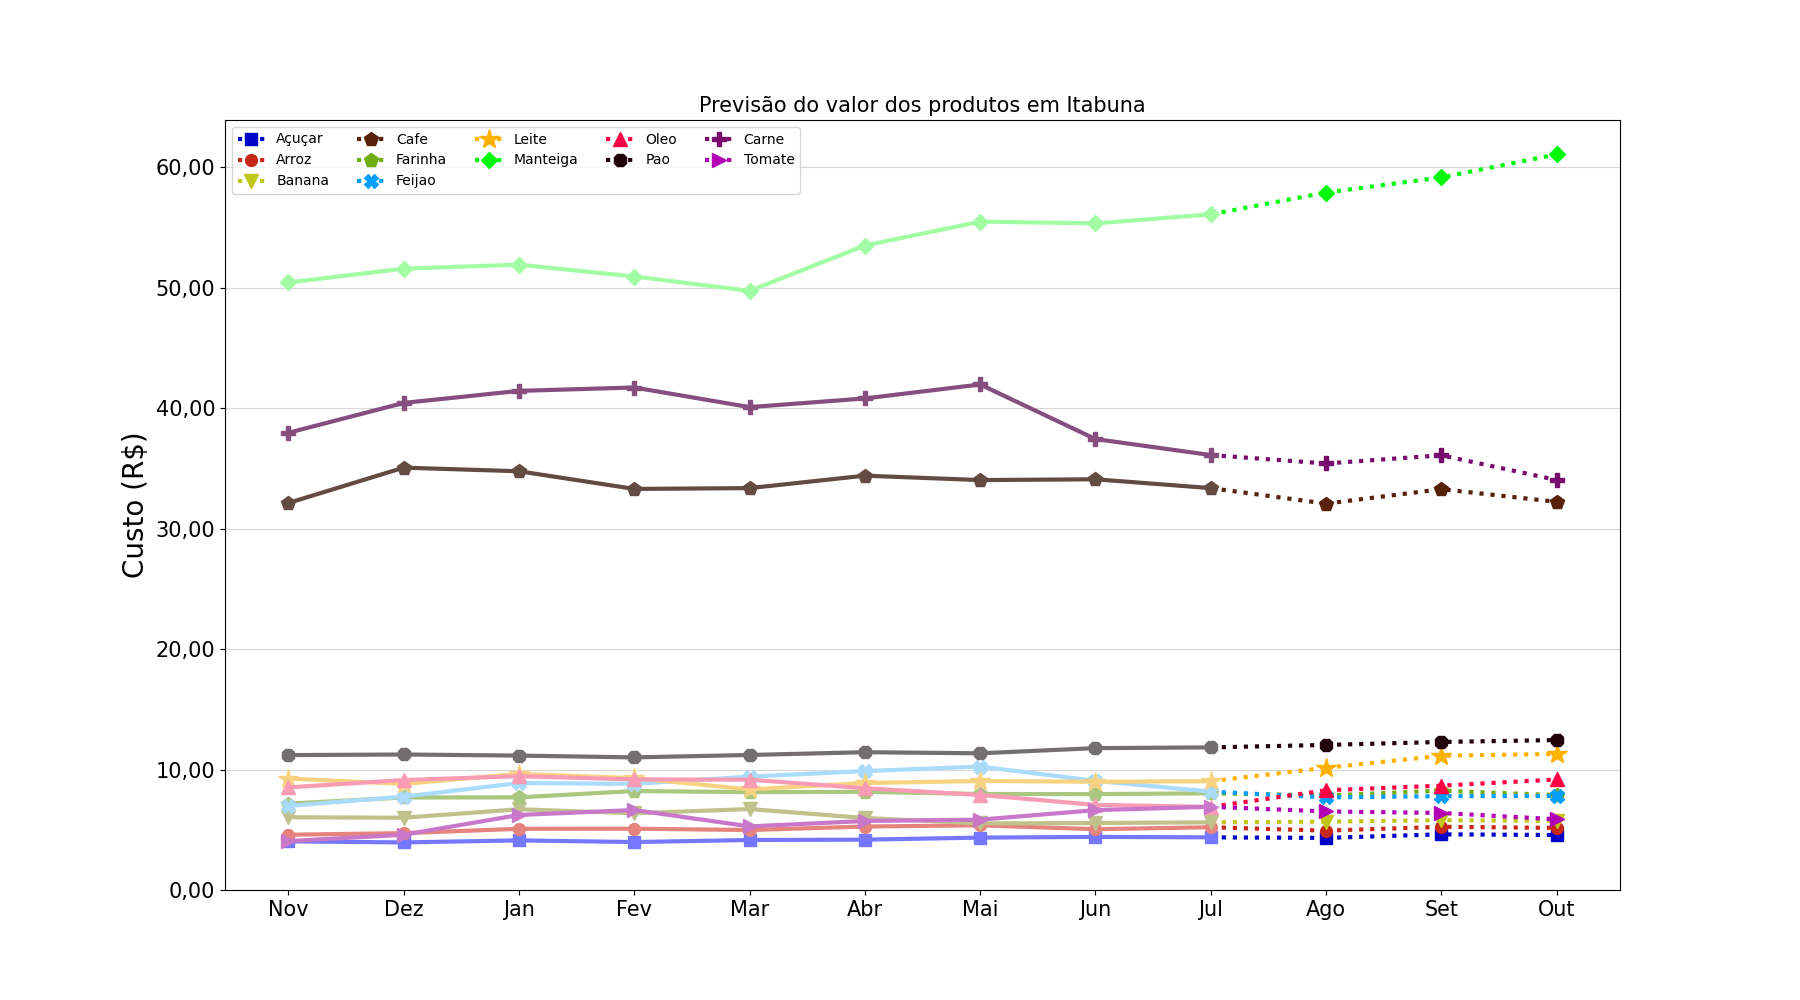 Previsão do valor dos produtos em Itabuna
Açuçar
Arroz
Banana
Cafe
Farinha
Feijao
Leite
Manteiga
Oleo
Pao
Carne
Tomate
Custo (R$)
60,00
50,00
40,00
30,00
20,00
10,00
0,00
Nov Dez Jan Fev Mar Abr Mai Jun Jul Ago Set Out